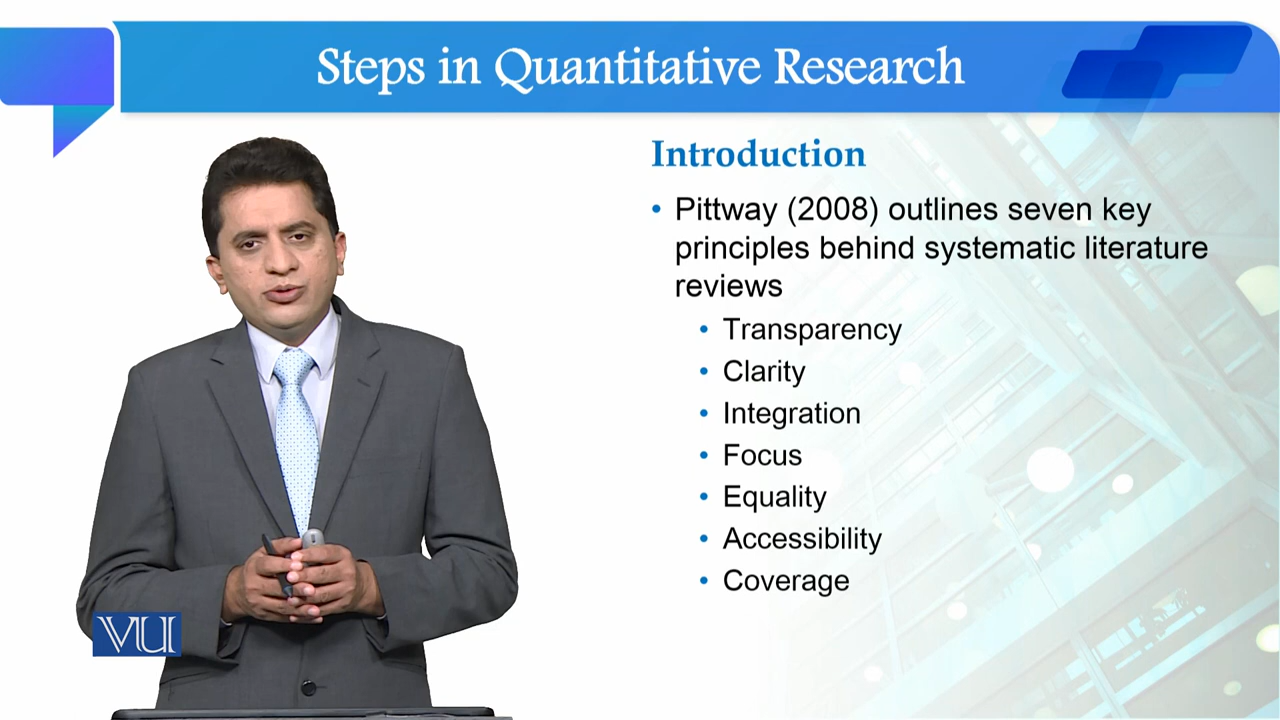 Steps in Quantitative Research
Introduction
• Pittway (2008) outlines seven key
principles behind systematic literature
reviews
• Transparency
• Clarity
• Integration
• Focus
• Equality
• Accessibility
• Coverage
VU